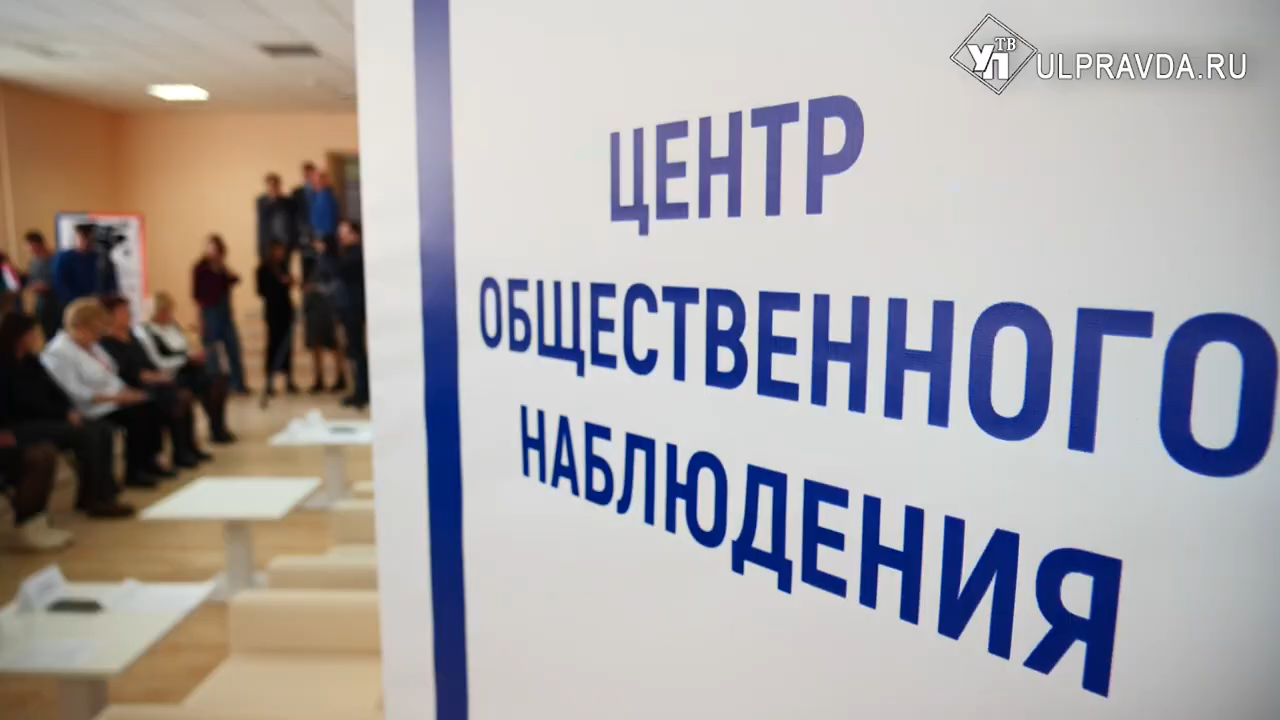 УП ТВ
ULPRAVDA.RU
ЦЕНТР
ОБЩЕСТВЕННОГО
НАБЛЮДЕНИЯ